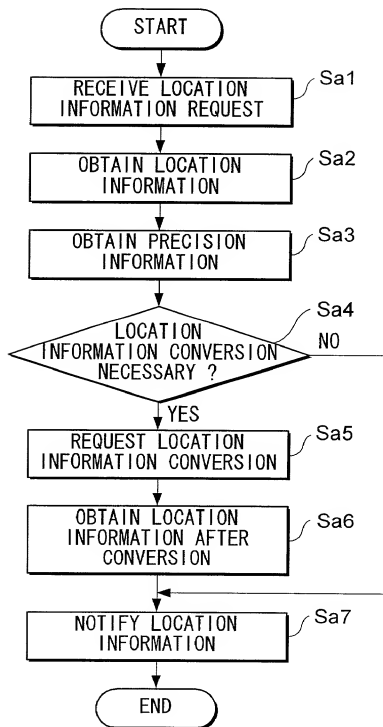 START
Sa1
RECEIVE LOCATION
INFORMATION REQUEST
Sa2
OBTAIN LOCATION
INFORMATION
Sa3
OBTAIN PRECISION
INFORMATION
Sa4
LOCATION
INFORMATION CONVERSION
NECESSARY ?
NO
YES
Sa5
REQUEST LOCATION
INFORMATION CONVERSION
Sa6
OBTAIN LOCATION
INFORMATION AFTER
CONVERSION
Sa7
NOTIFY LOCATION
INFORMATION
END